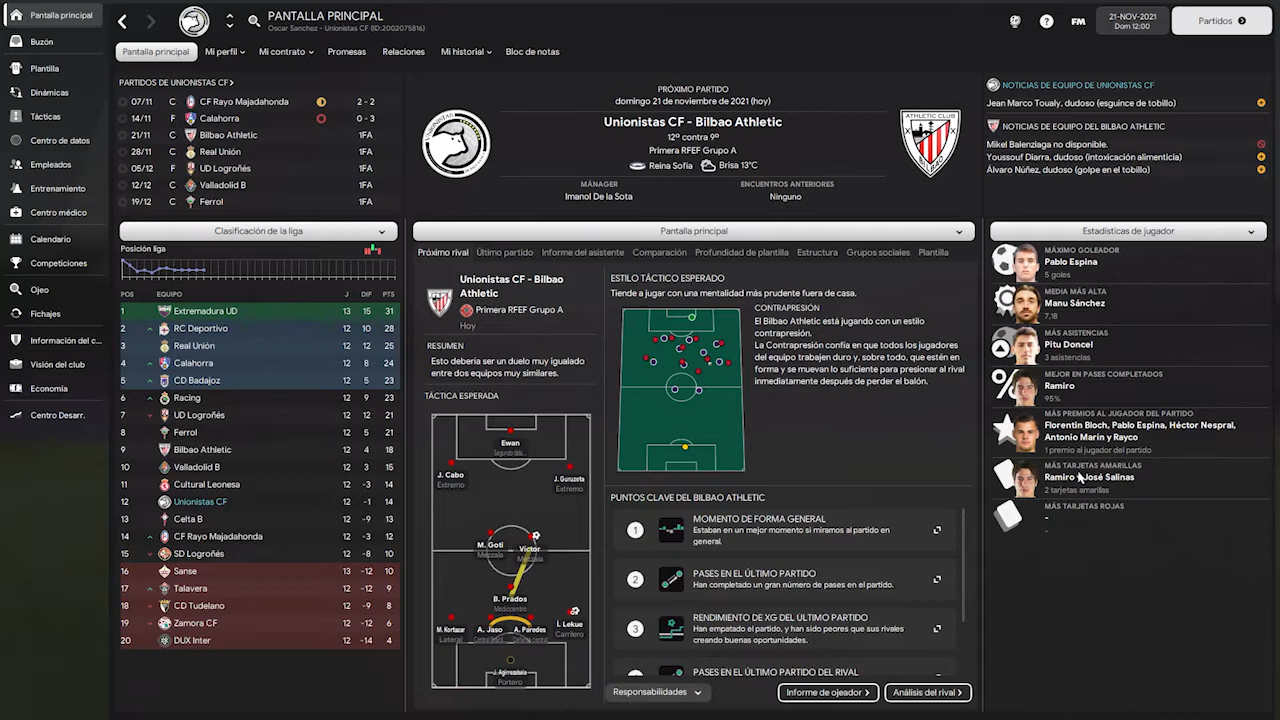 Pantalla principal
Buzón
Plantilla
Dinámicas
Tácticas
Centro de datos
Empleados
Entrenamiento
Centro médico
Calendario
Competiciones
Ojeo
Fichajes
Información del c...
Visión del club
Economía
Centro Desarr.
PANTALLA PRINCIPAL
Oscar Sanchez - Unionistas CF (ID:2002075816)
FM
21-NOV-2021
Dom 12:00
Partidos
Pantalla principal
Mi perfil
Mi contrato
Promesas
Relaciones
Mi historial
Bloc de notas
PARTIDOS DE UNIONISTAS CF >
07/11 C CF Rayo Majadahonda 2 - 2
14/11 F Calahorra 0 - 3
21/11 C Bilbao Athletic 1FA
28/11 C Real Unión 1FA
05/12 F UD Logroñés 1FA
12/12 C Valladolid B 1FA
19/12 C Ferrol 1FA
PRÓXIMO PARTIDO
domingo 21 de noviembre de 2021 (hoy)
Unionistas CF - Bilbao Athletic
12º contra 9º
Primera RFEF Grupo A
Reina Sofía Brisa 13°C
MÁNAGER
Imanol De la Sota
ENCUENTROS ANTERIORES
Ninguno
UNIONISTAS
ATHLETIC CLUB
BILBAO
NOTICIAS DE EQUIPO DE UNIONISTAS CF
Jean Marco Toualy, dudoso (esguince de tobillo)
NOTICIAS DE EQUIPO DEL BILBAO ATHLETIC
Mikel Balenziaga no disponible.
Youssouf Diarra, dudoso (intoxicación alimenticia)
Álvaro Núñez, dudoso (golpe en el tobillo)
Clasificación de la liga
Posición liga
POS EQUIPO J DIF PTS
1 Extremadura UD 13 15 31
2 RC Deportivo 12 10 28
3 Real Unión 12 12 25
4 Calahorra 12 8 24
5 CD Badajoz 12 5 23
6 Racing 12 9 23
7 UD Logroñés 12 12 21
8 Ferrol 12 5 21
9 Bilbao Athletic 12 4 18
10 Valladolid B 12 3 15
11 Cultural Leonesa 12 -3 14
12 Unionistas CF 12 -1 14
13 Celta B 12 -9 13
14 CF Rayo Majadahonda 12 -3 12
15 SD Logroñés 12 -8 10
16 Sanse 12 -12 10
17 Talavera 12 -12 9
18 CD Tudelano 12 -9 8
19 Zamora CF 12 -12 6
20 DUX Inter 12 -14 4
Pantalla principal
Próximo rival
Último partido
Informe del asistente
Comparación
Profundidad de plantilla
Estructura
Grupos sociales
Plantilla
Unionistas CF - Bilbao
Athletic
Primera RFEF Grupo A
Hoy
RESUMEN
Esto debería ser un duelo muy igualado
entre dos equipos muy similares.
TÁCTICA ESPERADA
Ewan
J. Cabo
Extremo
J. Guruzeta
Extremo
M. Goti
Mezzala
Víctor
Mezzala
B. Prados
Mediocentro
M. Kortazar
Lateral
A. Jaso
A. Paredes
I. Lekue
Carrilero
J. Agirrezabala
Portero
ESTILO TÁCTICO ESPERADO
Tiende a jugar con una mentalidad más prudente fuera de casa.
CONTRAPRESIÓN
El Bilbao Athletic está jugando con un estilo
contrapresión.
La Contrapresión confía en que todos los jugadores
del equipo trabajen duro y, sobre todo, que estén en
forma y se muevan lo suficiente para presionar al rival
inmediatamente después de perder el balón.
PUNTOS CLAVE DEL BILBAO ATHLETIC
1
MOMENTO DE FORMA GENERAL
Estaban en un mejor momento si miramos al partido en
general.
2
PASES EN EL ÚLTIMO PARTIDO
Han completado un gran número de pases en el partido.
3
RENDIMIENTO DE XG DEL ÚLTIMO PARTIDO
Han empatado el partido, y han sido peores que sus rivales
creando buenas oportunidades.
PASES EN EL ÚLTIMO PARTIDO DEL RIVAL
Responsabilidades
Informe de ojeador >
Análisis del rival >
Estadísticas de jugador
MÁXIMO GOLEADOR
Pablo Espina
5 goles
MEDIA MÁS ALTA
Manu Sánchez
7,18
MÁS ASISTENCIAS
Pitu Doncel
3 asistencias
MEJOR EN PASES COMPLETADOS
Ramiro
95%
MÁS PREMIOS AL JUGADOR DEL PARTIDO
Florentin Bloch, Pablo Espina, Héctor Nespral,
Antonio Marín y Rayco
1 premio al jugador del partido
MÁS TARJETAS AMARILLAS
Ramiro y José Salinas
2 tarjetas amarillas
MÁS TARJETAS ROJAS
-
-